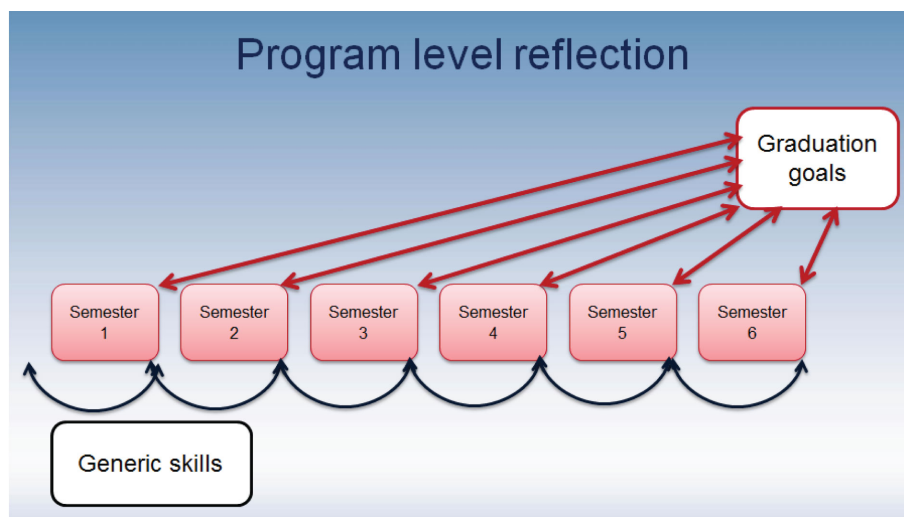 Program level reflection
Graduation
goals
Semester
1
Semester
2
Semester
3
Semester
4
Semester
5
Semester
6
Generic skills